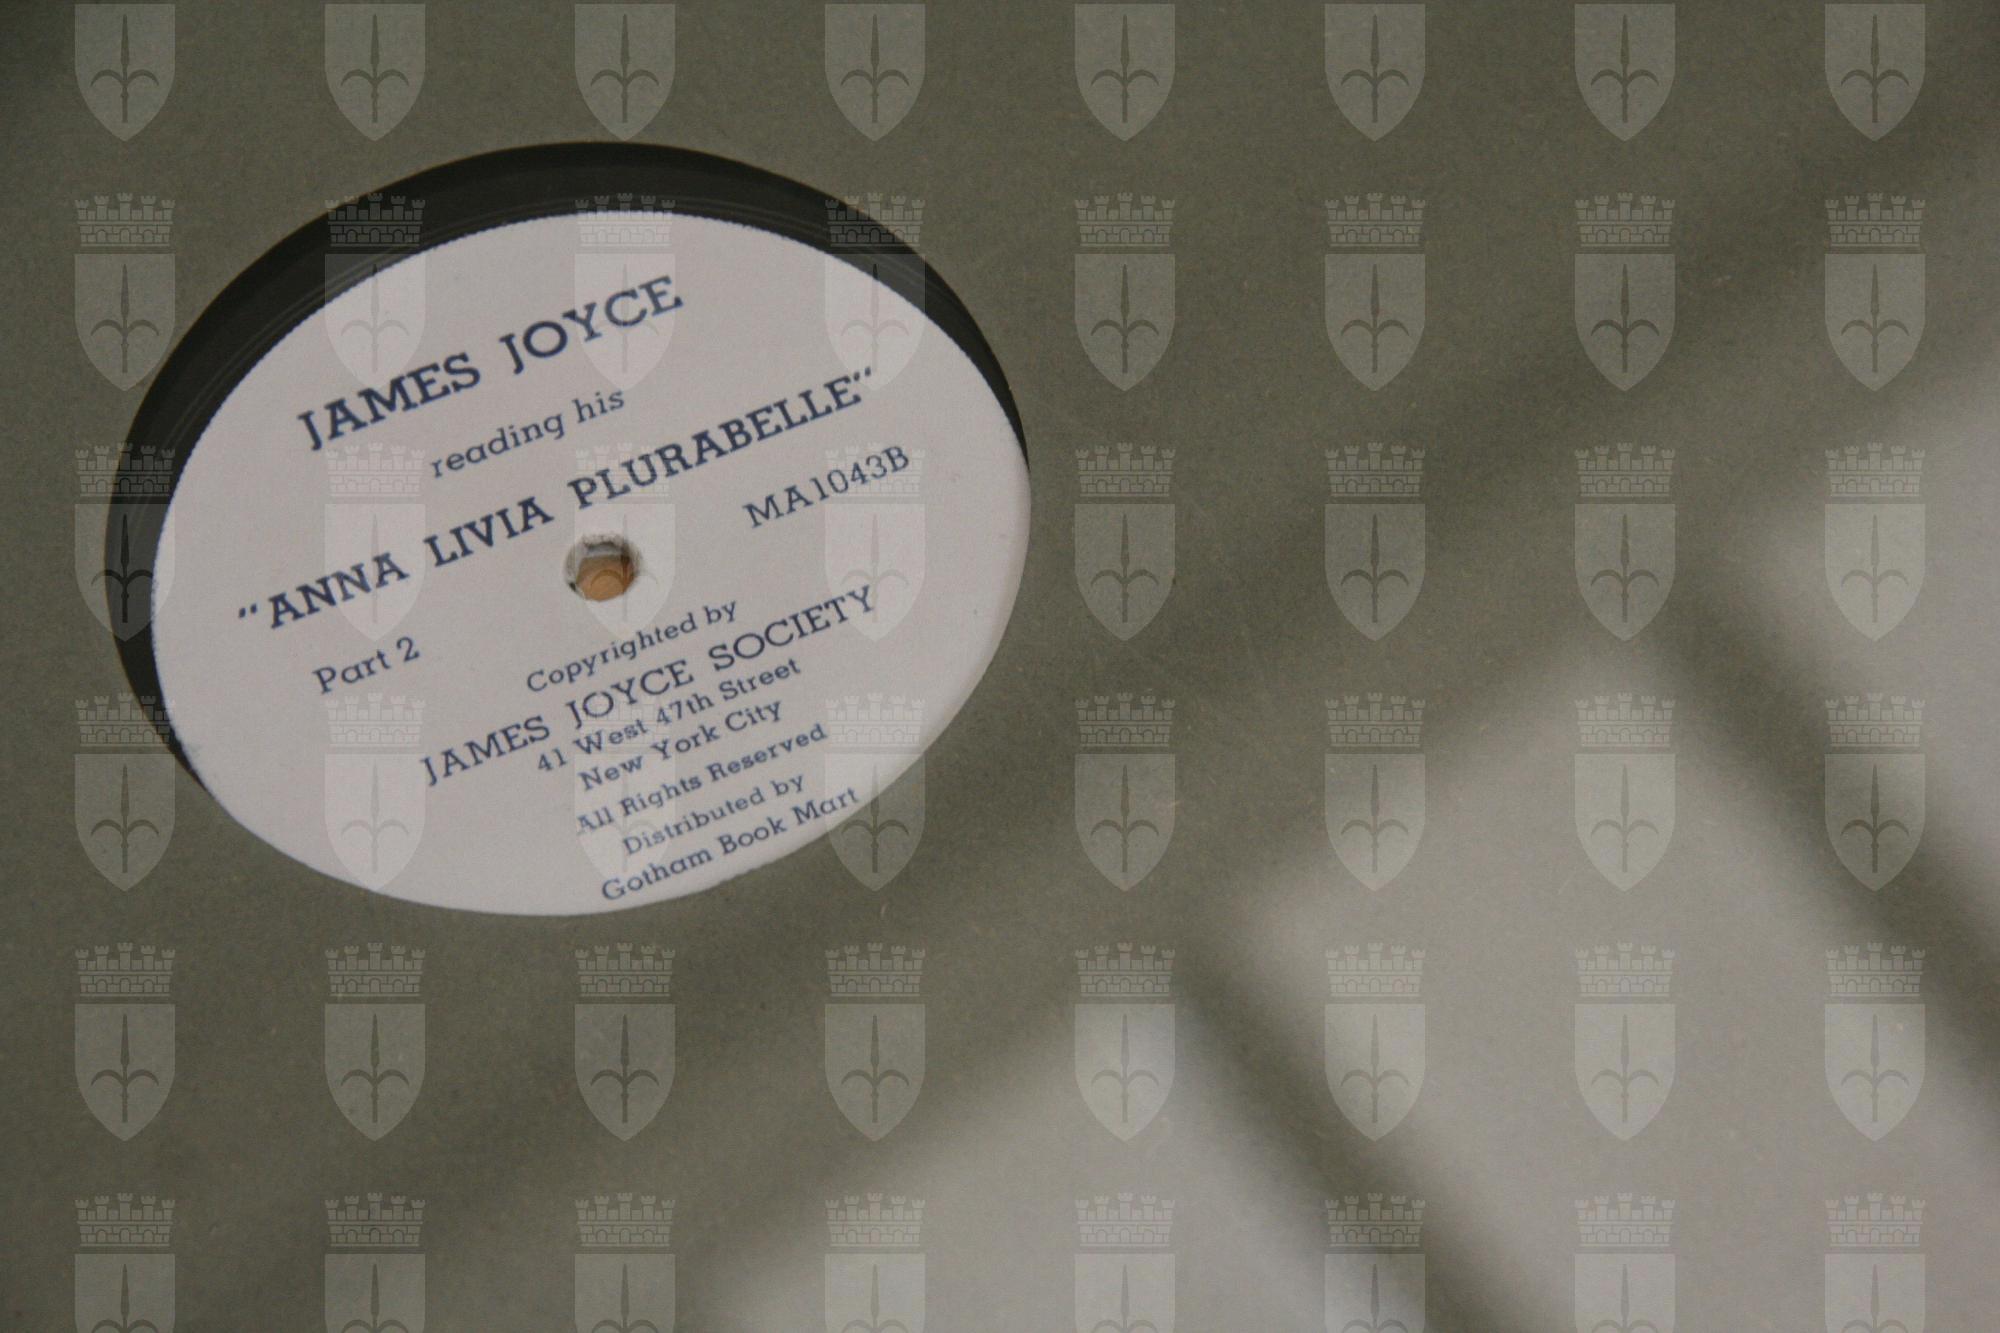 JAMES JOYCE
reading his
"ANNA LIVIA PLURABELLE"
Part 2 MA1043B
Copyrighted by
JAMES JOYCE SOCIETY
41 West 47th Street
New York City
All Rights Reserved
Distributed by
Gotham Book Mart